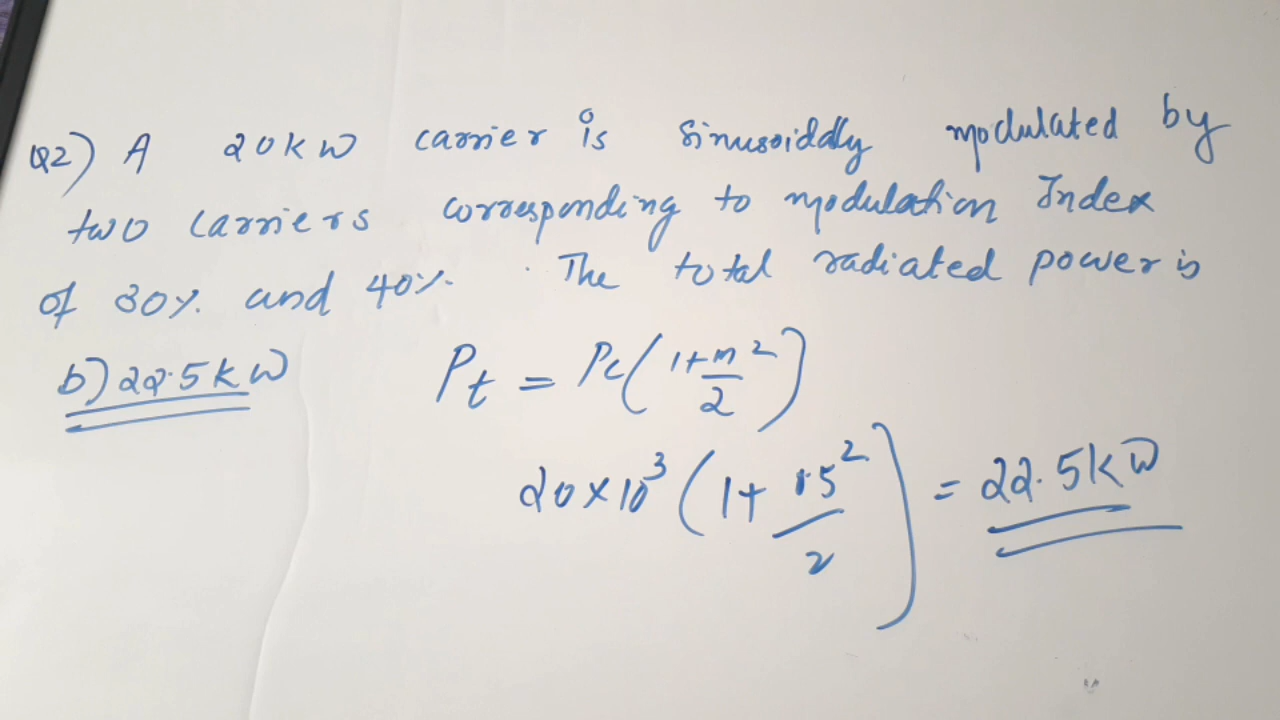 Q2) A 20kW carrier is sinusoidally modulated by
two carriers corresponding to modulation Index
of 30%. and 40%. The total radiated power is
b) 22.5kW
Pt = Pc(1+m²/2)
20×10³(1+.5²/2) = 22.5kW